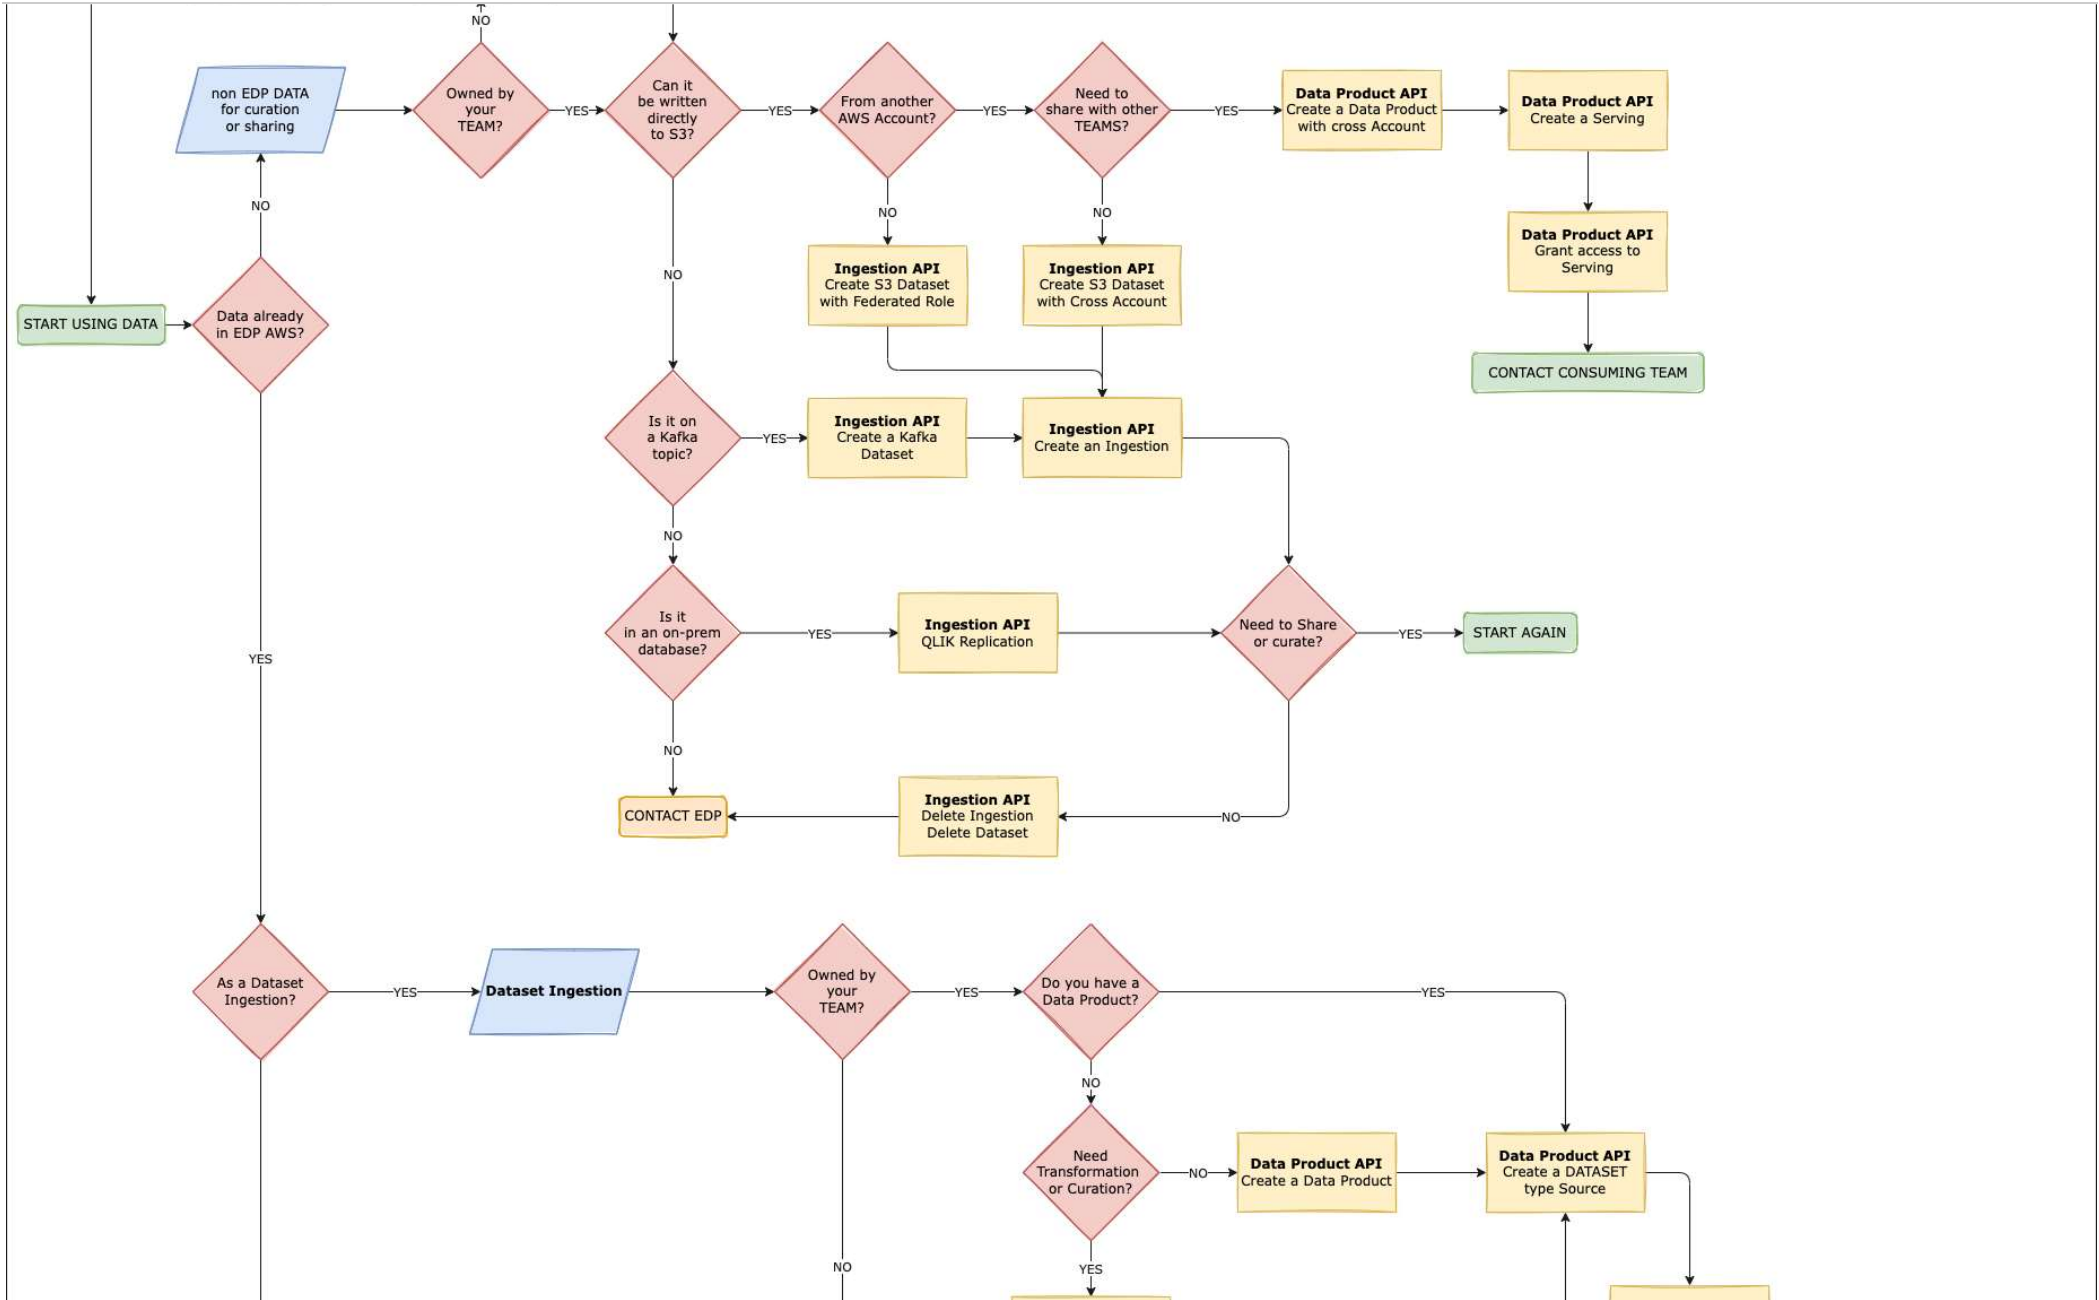 NO
non EDP DATA
for curation
or sharing
Owned by
your
TEAM?
YES
Can it
be written
directly
to S3?
YES
From another
AWS Account?
YES
Need to
share with other
TEAMS?
YES
Data Product API
Create a Data Product
with cross Account
Data Product API
Create a Serving
NO
NO
NO
NO
Ingestion API
Create S3 Dataset
with Federated Role
Ingestion API
Create S3 Dataset
with Cross Account
Data Product API
Grant access to
Serving
START USING DATA
Data already
in EDP AWS?
CONTACT CONSUMING TEAM
Is it on
a Kafka
topic?
YES
Ingestion API
Create a Kafka
Dataset
Ingestion API
Create an Ingestion
NO
Is it
in an on-prem
database?
YES
Ingestion API
QLIK Replication
Need to Share
or curate?
YES
START AGAIN
YES
NO
CONTACT EDP
Ingestion API
Delete Ingestion
Delete Dataset
NO
As a Dataset
Ingestion?
YES
Dataset Ingestion
Owned by
your
TEAM?
YES
Do you have a
Data Product?
YES
NO
Need
Transformation
or Curation?
NO
Data Product API
Create a Data Product
Data Product API
Create a DATASET
type Source
NO
YES